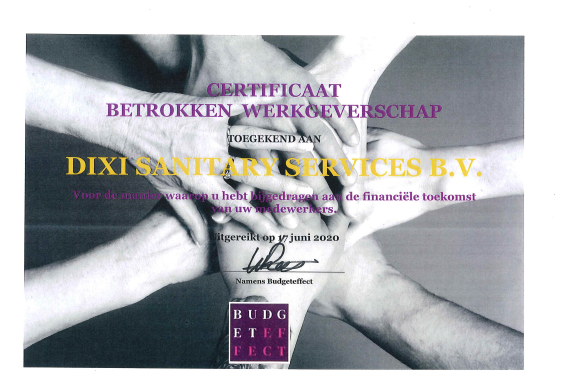 CERTIFICAAT
BETROKKEN WERKGEVERSCHAP
TOEGEKEND AAN
DIXI SANITARY SERVICES B.V.
Voor de manier waarop u hebt bijgedragen aan de financiële toekomst
van uw medewerkers.
Uitgereikt op 17 juni 2020
Namens Budgeteffect
BUDG
ETEF
FECT